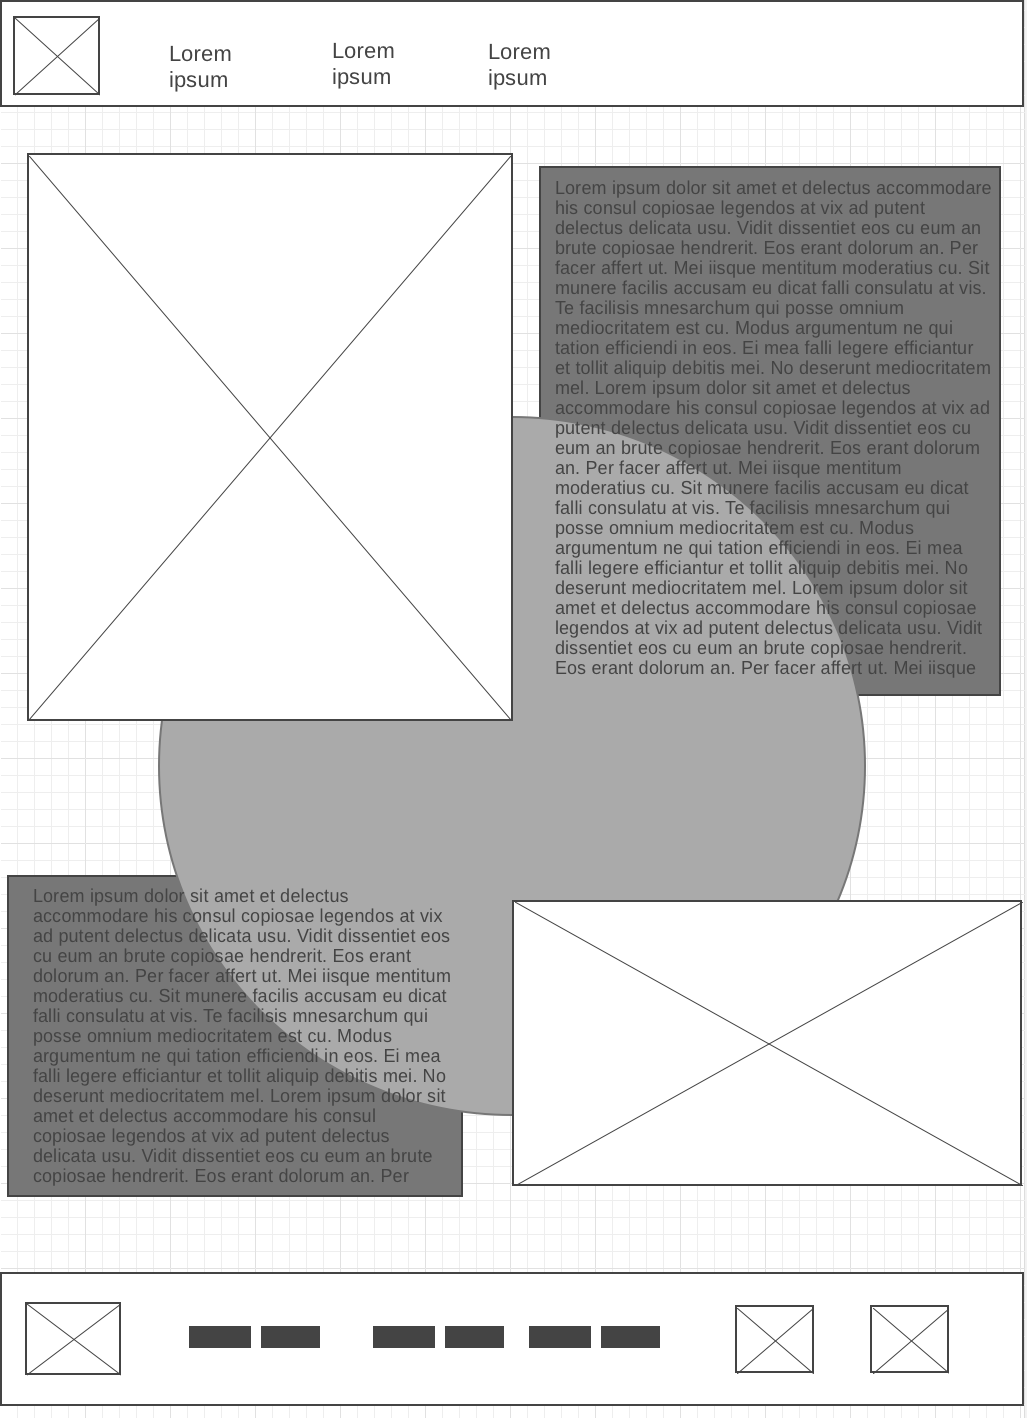 Lorem
ipsum
Lorem
ipsum
Lorem
ipsum
Lorem ipsum dolor sit amet et delectus accommodare
his consul copiosae legendos at vix ad putent
delectus delicata usu. Vidit dissentiet eos cu eum an
brute copiosae hendrerit. Eos erant dolorum an. Per
facer affert ut. Mei iisque mentitum moderatius cu. Sit
munere facilis accusam eu dicat falli consulatu at vis.
Te facilisis mnesarchum qui posse omnium
mediocritatem est cu. Modus argumentum ne qui
tation efficiendi in eos. Ei mea falli legere efficiantur
et tollit aliquip debitis mei. No deserunt mediocritatem
mel. Lorem ipsum dolor sit amet et delectus
accommodare his consul copiosae legendos at vix ad
putent delectus delicata usu. Vidit dissentiet eos cu
eum an brute copiosae hendrerit. Eos erant dolorum
an. Per facer affert ut. Mei iisque mentitum
moderatius cu. Sit munere facilis accusam eu dicat
falli consulatu at vis. Te facilisis mnesarchum qui
posse omnium mediocritatem est cu. Modus
argumentum ne qui tation efficiendi in eos. Ei mea
falli legere efficiantur et tollit aliquip debitis mei. No
deserunt mediocritatem mel. Lorem ipsum dolor sit
amet et delectus accommodare his consul copiosae
legendos at vix ad putent delectus delicata usu. Vidit
dissentiet eos cu eum an brute copiosae hendrerit.
Eos erant dolorum an. Per facer affert ut. Mei iisque
Lorem ipsum dolor sit amet et delectus
accommodare his consul copiosae legendos at vix
ad putent delectus delicata usu. Vidit dissentiet eos
cu eum an brute copiosae hendrerit. Eos erant
dolorum an. Per facer affert ut. Mei iisque mentitum
moderatius cu. Sit munere facilis accusam eu dicat
falli consulatu at vis. Te facilisis mnesarchum qui
posse omnium mediocritatem est cu. Modus
argumentum ne qui tation efficiendi in eos. Ei mea
falli legere efficiantur et tollit aliquip debitis mei. No
deserunt mediocritatem mel. Lorem ipsum dolor sit
amet et delectus accommodare his consul
copiosae legendos at vix ad putent delectus
delicata usu. Vidit dissentiet eos cu eum an brute
copiosae hendrerit. Eos erant dolorum an. Per